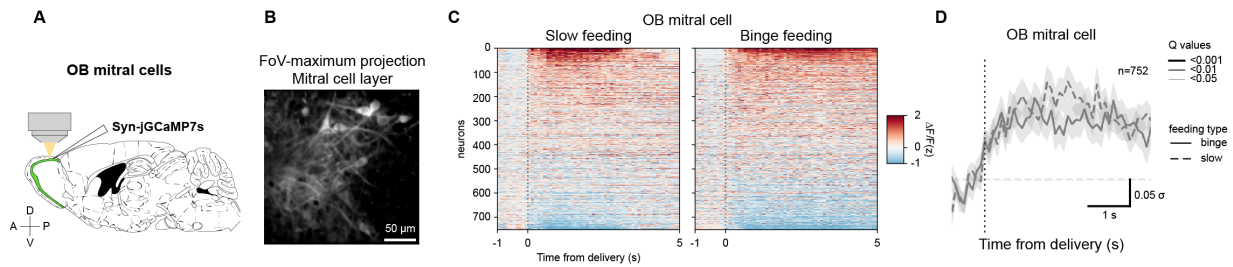 A
OB mitral cells
Syn-jGCaMP7s
D
A P
V
B
FoV-maximum projection
Mitral cell layer
50 μm
C
OB mitral cell
Slow feeding
Binge feeding
neurons
0
100
200
300
400
500
600
700
-1 0 5
-1 0 5
Time from delivery (s)
2
0
-1
ΔF/F(z)
D
OB mitral cell
n=752
0.05 σ
1 s
Time from delivery (s)
Q values
<0.001
<0.01
<0.05
feeding type
binge
slow